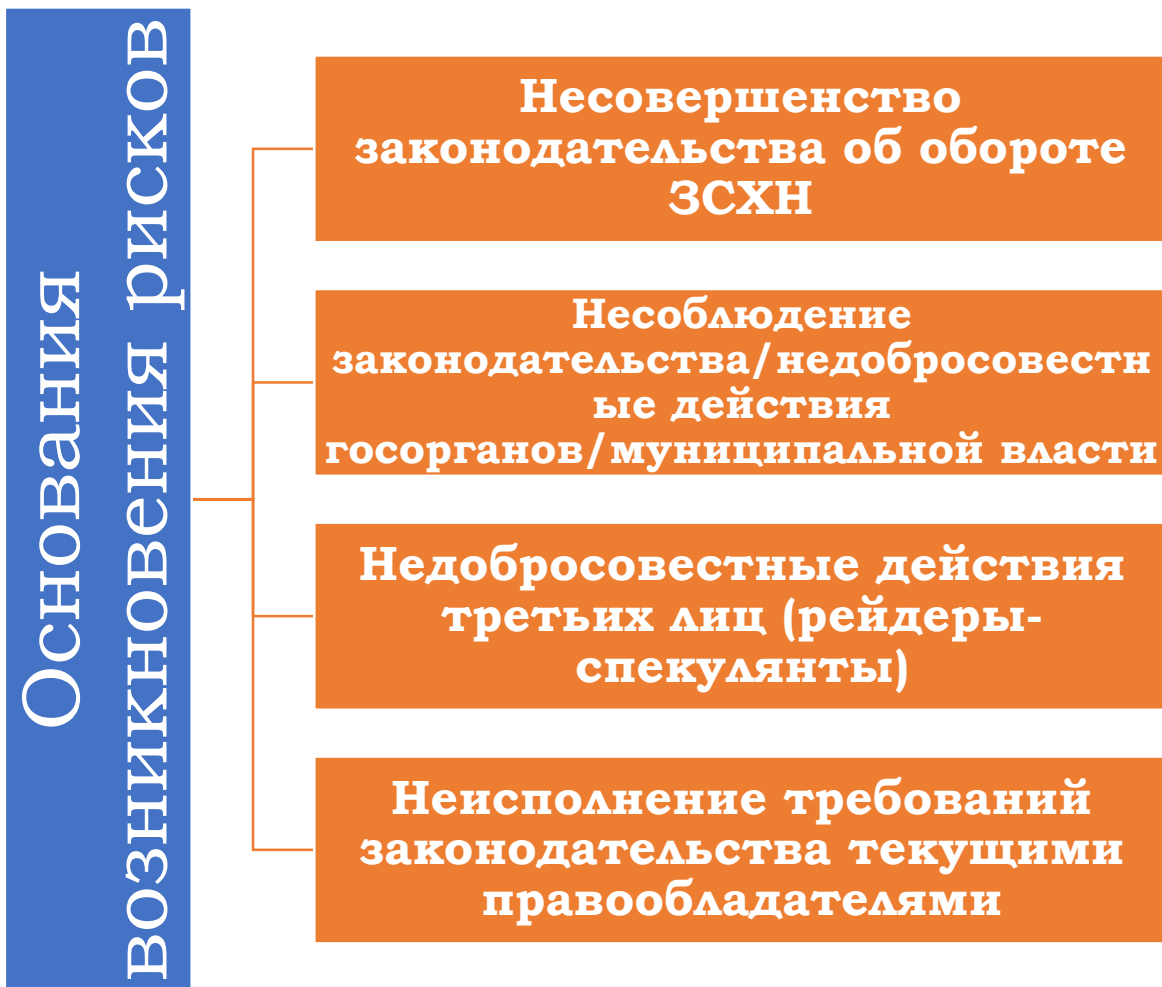 Основания
возникновения рисков
Несовершенство
законодательства об обороте
ЗСХН
Несоблюдение
законодательства/недобросовестн
ые действия
госорганов/муниципальной власти
Недобросовестные действия
третьих лиц (рейдеры-
спекулянты)
Неисполнение требований
законодательства текущими
правообладателями